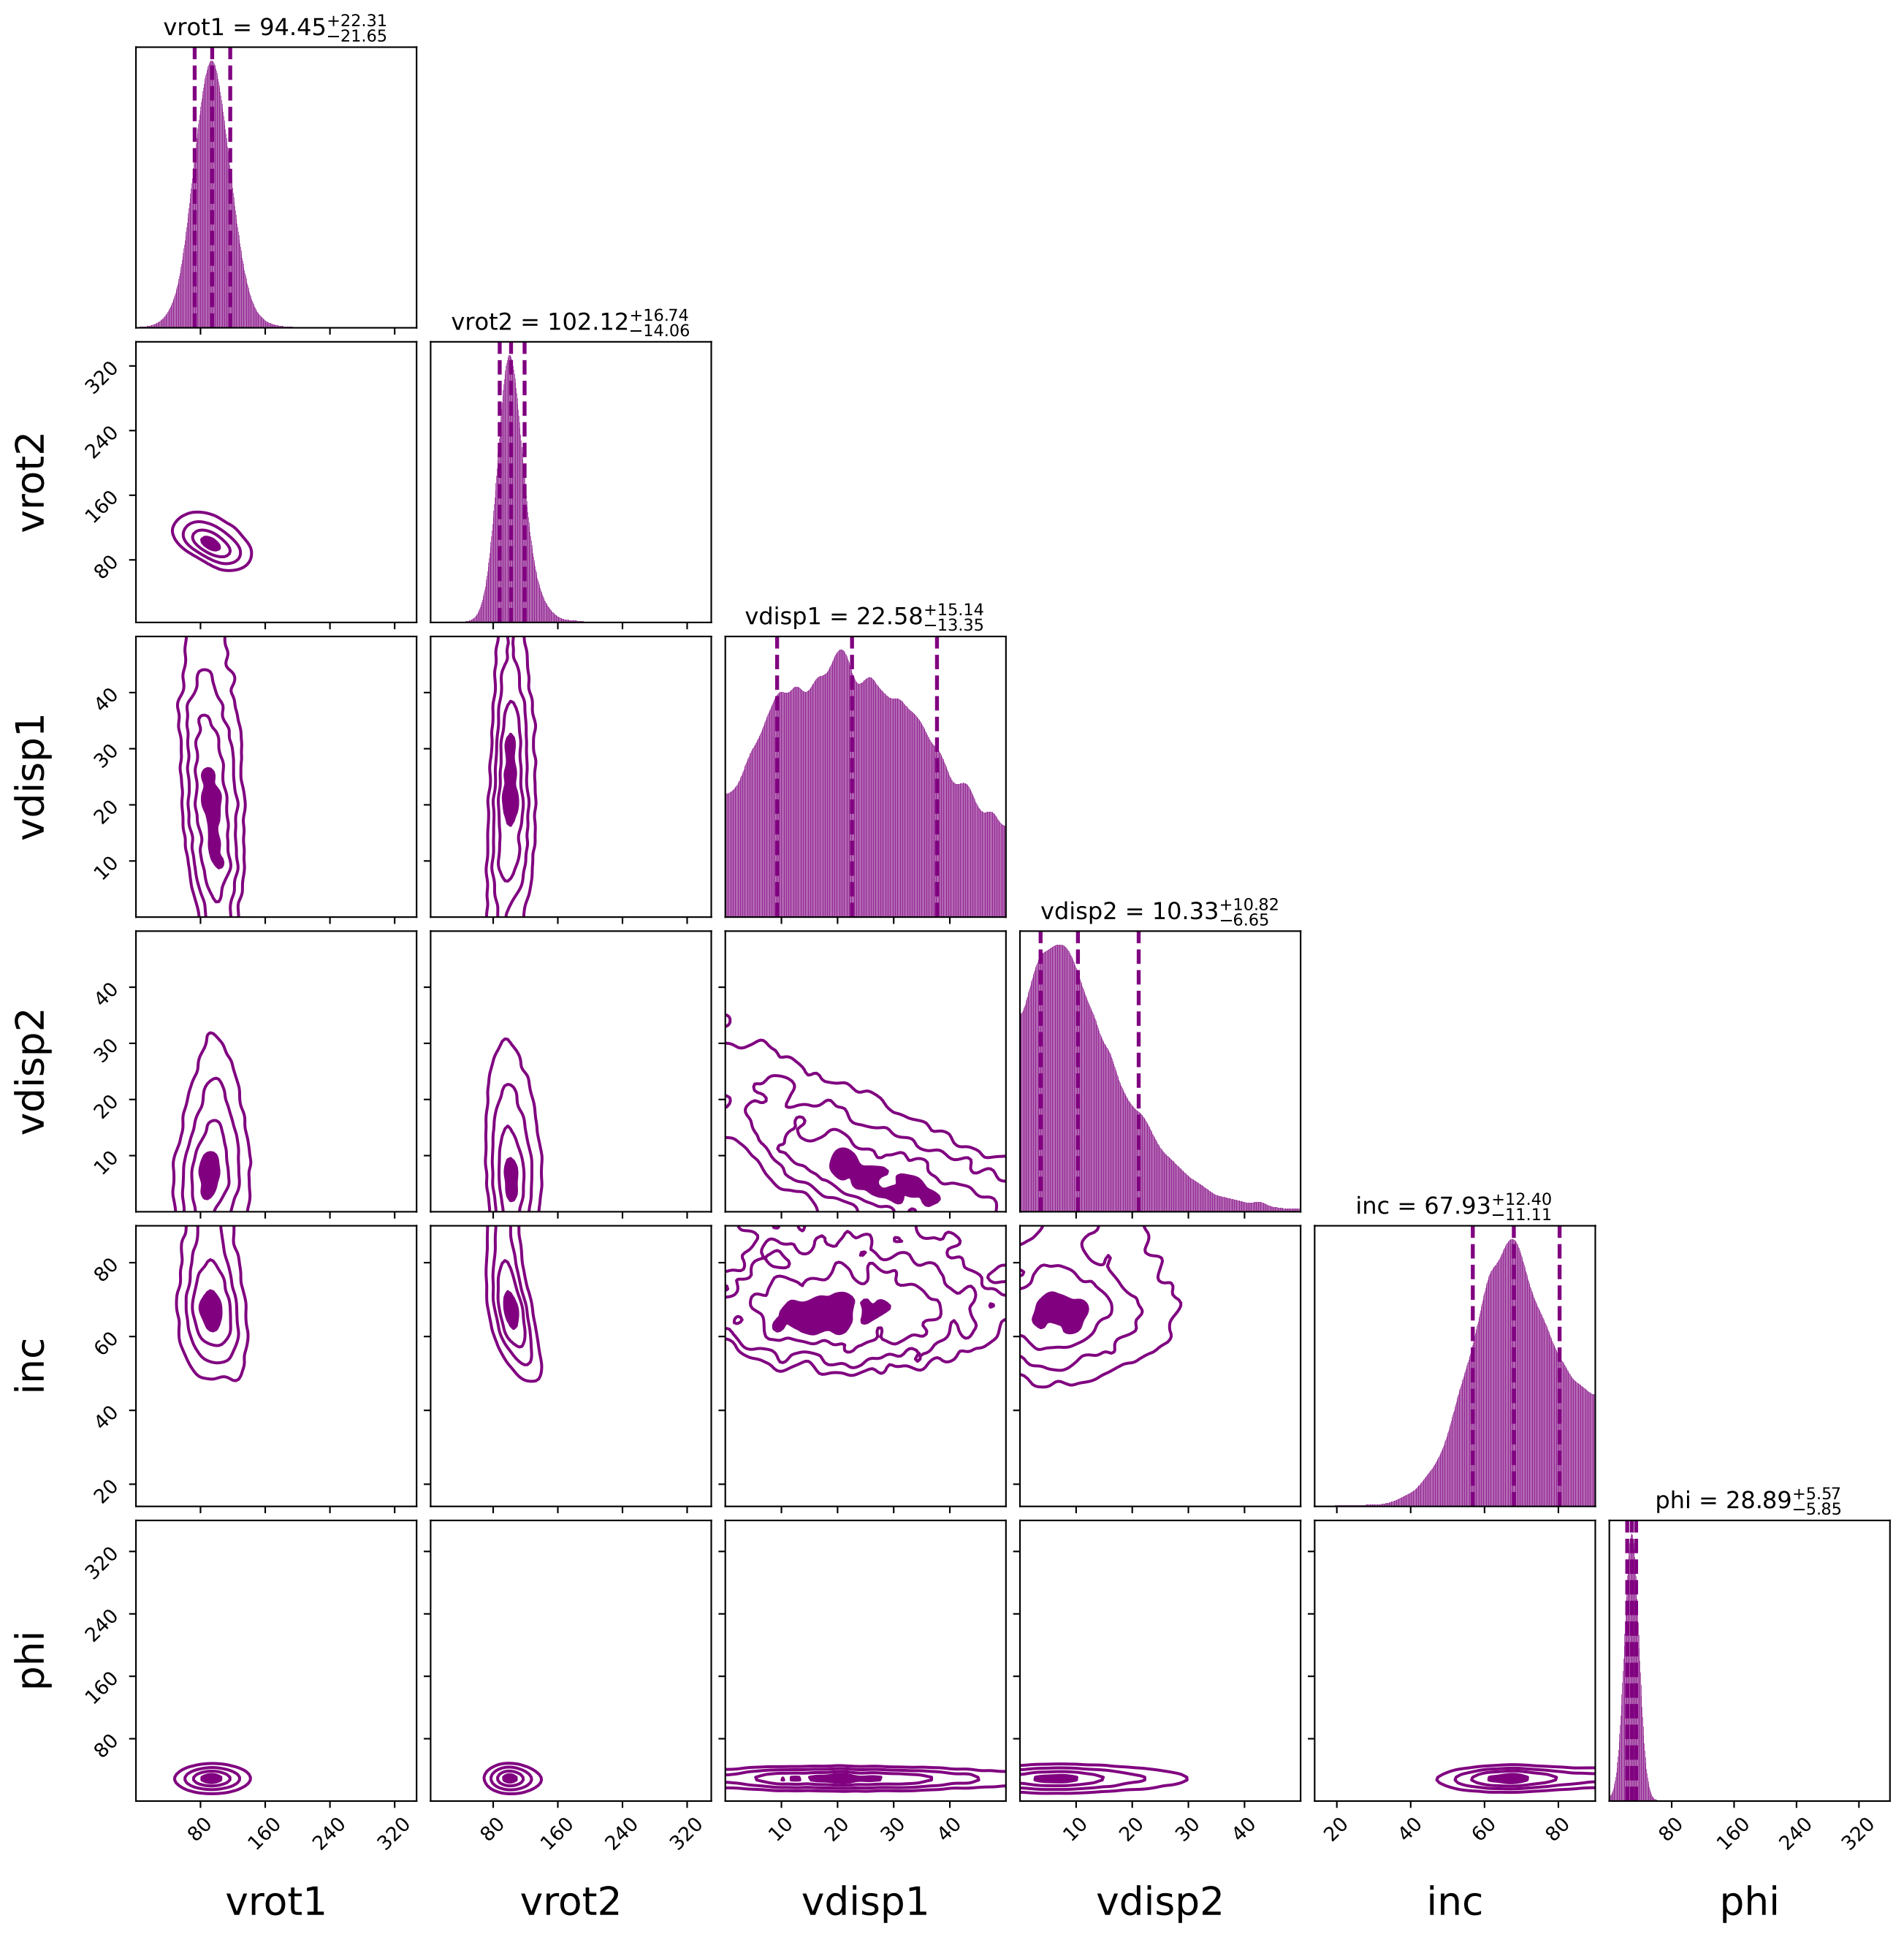 vrot1 = 94.45+22.31−21.65
vrot2 = 102.12+16.74−14.06
320
240
160
80
vrot2
vdisp1 = 22.58+15.14−13.35
40
30
20
10
vdisp1
vdisp2 = 10.33+10.82−6.65
40
30
20
10
vdisp2
inc = 67.93+12.40−11.11
80
60
40
20
inc
phi = 28.89+5.57−5.85
320
240
160
80
phi
80 160 240 320 80 160 240 320 10 20 30 40 10 20 30 40 20 40 60 80 80 160 240 320
vrot1 vrot2 vdisp1 vdisp2 inc phi